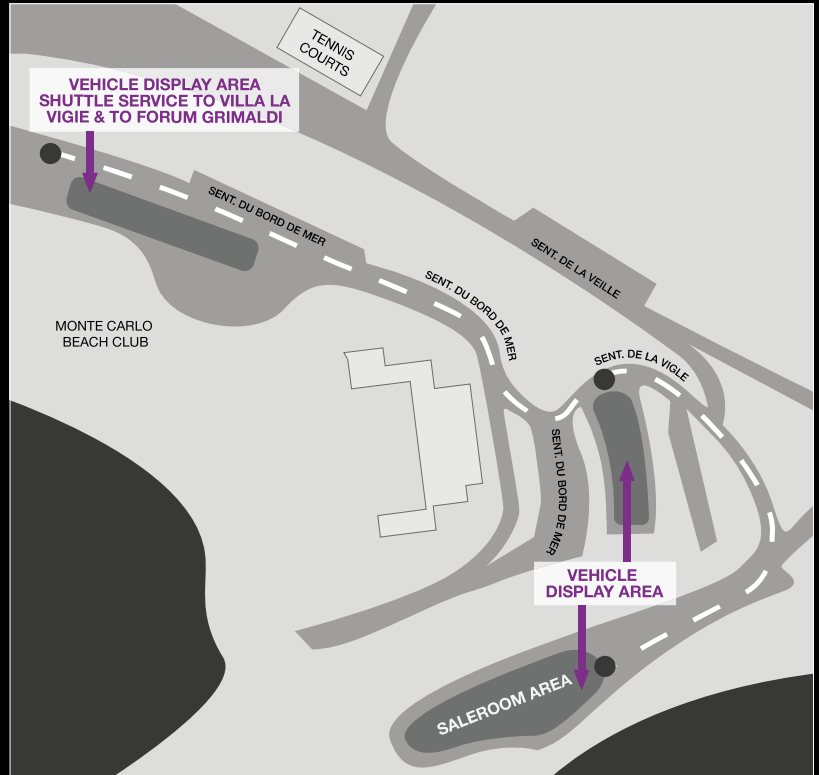 TENNIS
COURTS
VEHICLE DISPLAY AREA
SHUTTLE SERVICE TO VILLA LA
VIGIE & TO FORUM GRIMALDI
SENT. DU BORD DE MER
SENT. DE LA VEILLE
SENT. DU BORD DE MER
MONTE CARLO
BEACH CLUB
SENT. DE LA VIGLE
SENT. DU BORD DE MER
VEHICLE
DISPLAY AREA
SALEROOM AREA